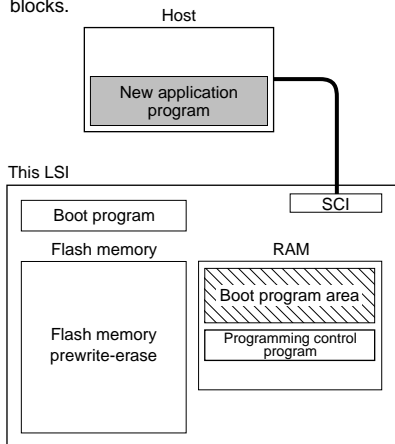 blocks.
Host
New application
program
This LSI
SCI
Boot program
Flash memory
RAM
Boot program area
Flash memory
prewrite-erase
Programming control
program